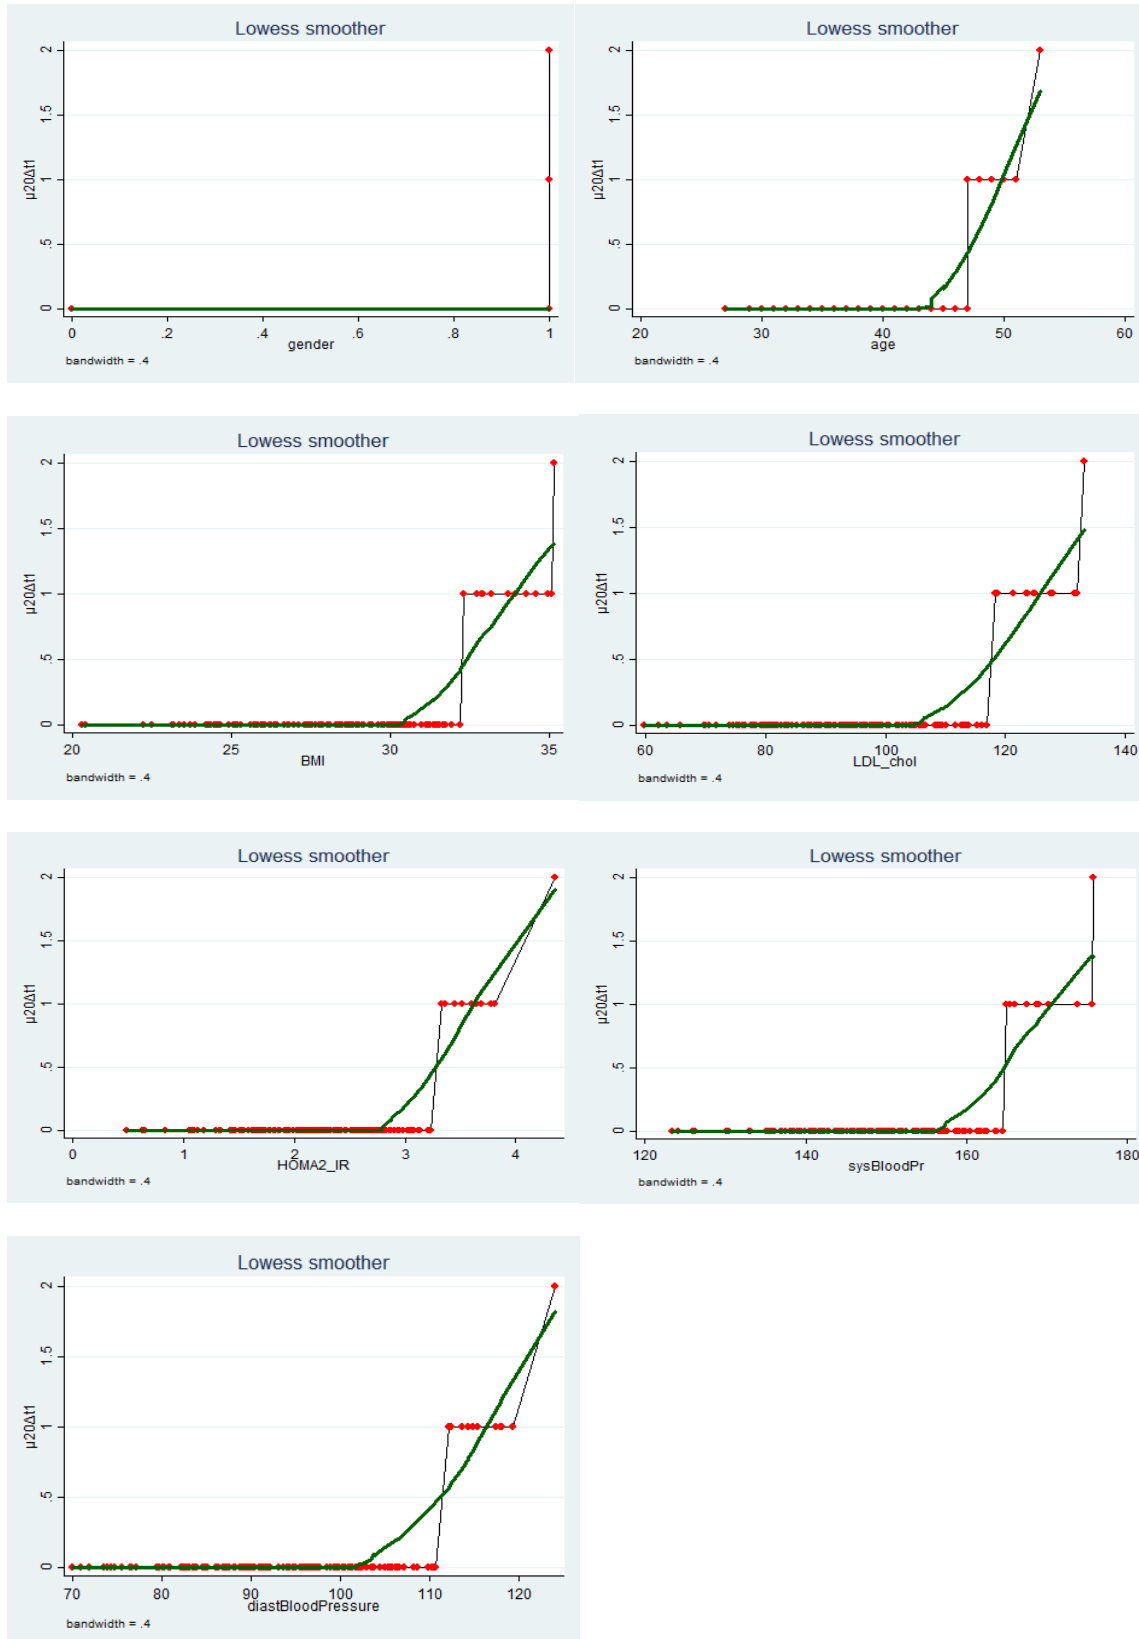 Lowess smoother
2
1.5
1
.5
0
μ20Δt1
0 .2 .4 .6 .8 1
gender
bandwidth = .4
Lowess smoother
2
1.5
1
.5
0
μ20Δt1
20 30 40 50 60
age
bandwidth = .4
Lowess smoother
2
1.5
1
.5
0
μ20Δt1
20 25 30 35
BMI
bandwidth = .4
Lowess smoother
2
1.5
1
.5
0
μ20Δt1
60 80 100 120 140
LDL_chol
bandwidth = .4
Lowess smoother
2
1.5
1
.5
0
μ20Δt1
0 1 2 3 4
HOMA2_IR
bandwidth = .4
Lowess smoother
2
1.5
1
.5
0
μ20Δt1
120 140 160 180
sysBloodPr
bandwidth = .4
Lowess smoother
2
1.5
1
.5
0
μ20Δt1
70 80 90 100 110 120
diastBloodPressure
bandwidth = .4